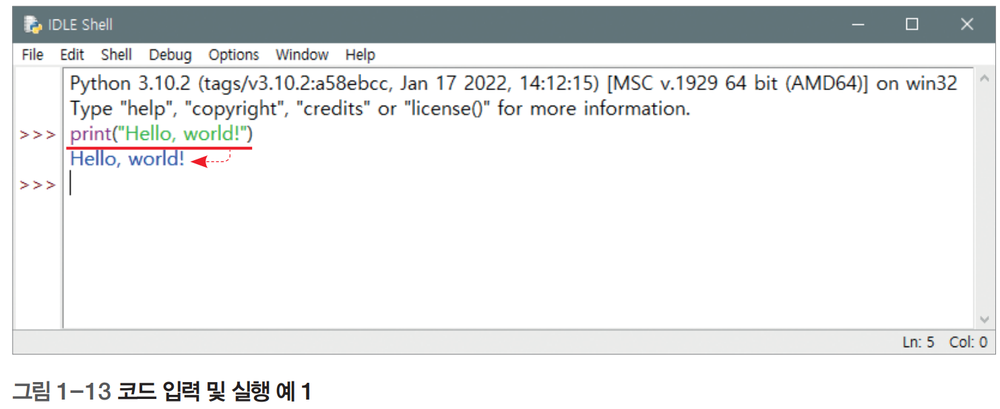 IDLE Shell
File Edit Shell Debug Options Window Help
Python 3.10.2 (tags/v3.10.2:a58ebcc, Jan 17 2022, 14:12:15) [MSC v.1929 64 bit (AMD64)] on win32
Type "help", "copyright", "credits" or "license()" for more information.
>>> print("Hello, world!")
Hello, world!
>>>
Ln: 5 Col: 0
그림 1-13 코드 입력 및 실행 예 1